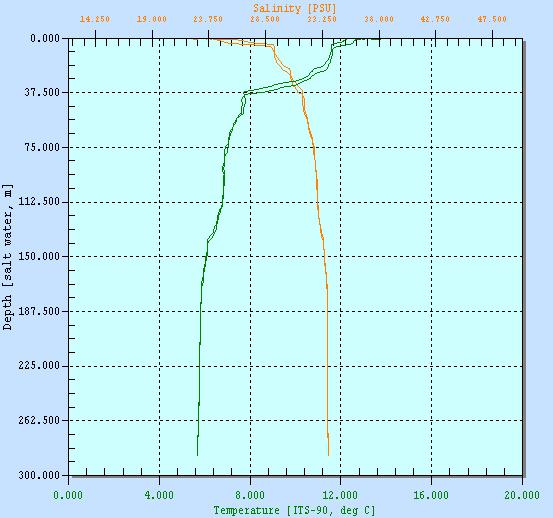 Salinity [PSU]
14.250 19.000 23.750 28.500 33.250 38.000 42.750 47.500
0.000
37.500
75.000
112.500
150.000
187.500
225.000
262.500
300.000
Depth [salt water, m]
0.000 4.000 8.000 12.000 16.000 20.000
Temperature [ITS-90, deg C]